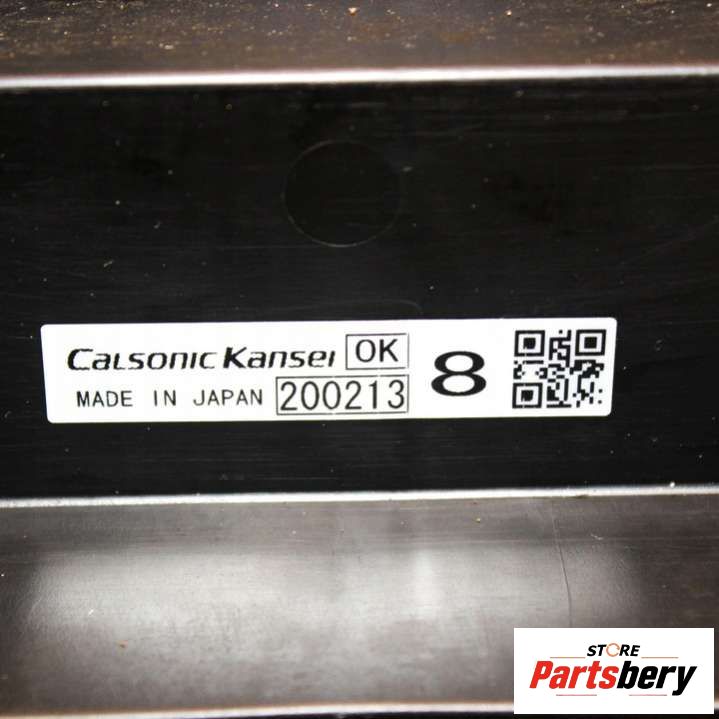 CALSONIC KANSEI OK
MADE IN JAPAN 200213
8
STORE
Partsbery